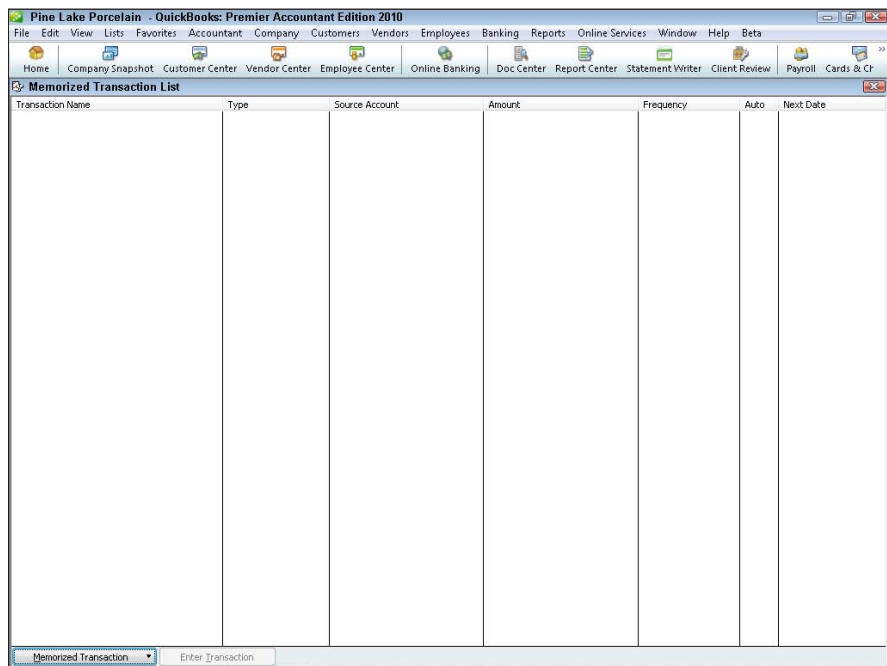 Pine Lake Porcelain - QuickBooks: Premier Accountant Edition 2010
File Edit View Lists Favorites Accountant Company Customers Vendors Employees Banking Reports Online Services Window Help Beta
Home Company Snapshot Customer Center Vendor Center Employee Center Online Banking Doc Center Report Center Statement Writer Client Review Payroll Cards & Ch
Memorized Transaction List
Transaction Name Type Source Account Amount Frequency Auto Next Date
Memorized Transaction Enter Transaction